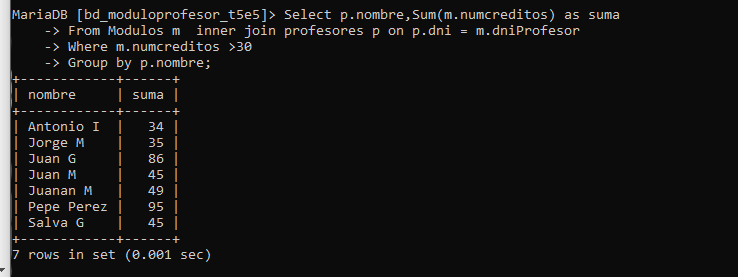 MariaDB [bd_moduloprofesor_t5e5]> Select p.nombre,Sum(m.numcreditos) as suma
    -> From Modulos m  inner join profesores p on p.dni = m.dniProfesor
    -> Where m.numcreditos >30
    -> Group by p.nombre;
+------------+------+
| nombre     | suma |
+------------+------+
| Antonio I  |   34 |
| Jorge M    |   35 |
| Juan G     |   86 |
| Juan M     |   45 |
| Juanan M   |   49 |
| Pepe Perez |   95 |
| Salva G    |   45 |
+------------+------+
7 rows in set (0.001 sec)